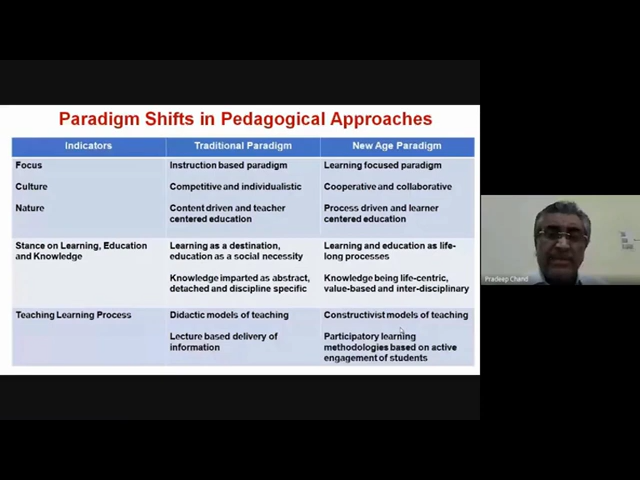 Paradigm Shifts in Pedagogical Approaches
Indicators Traditional Paradigm New Age Paradigm
Focus Instruction based paradigm Learning focused paradigm
Culture Competitive and individualistic Cooperative and collaborative
Nature Content driven and teacher Process driven and learner
centered education centered education
Stance on Learning, Education Learning as a destination, Learning and education as life-
and Knowledge education as a social necessity long processes
Knowledge imparted as abstract, Knowledge being life-centric,
detached and discipline specific value-based and inter-disciplinary
Teaching Learning Process Didactic models of teaching Constructivist models of teaching
Lecture based delivery of Participatory learning
information methodologies based on active
engagement of students
Pradeep Chand